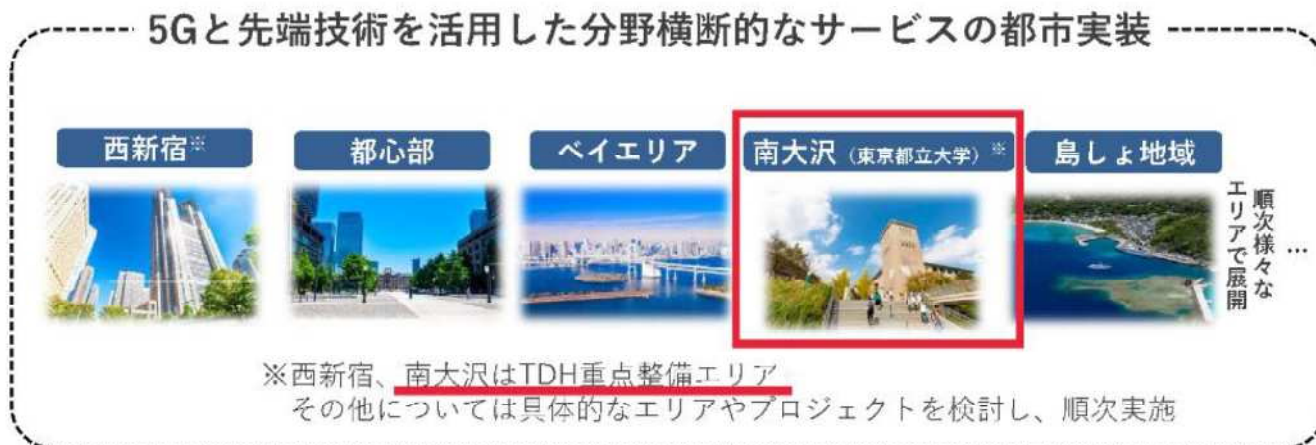 5Gと先端技術を活用した分野横断的なサービスの都市実装
西新宿※
都心部
ベイエリア
南大沢（東京都立大学）※
島しょ地域
順次様々な
エリアで展開
…
※西新宿、南大沢はTDH重点整備エリア
その他については具体的なエリアやプロジェクトを検討し、順次実施